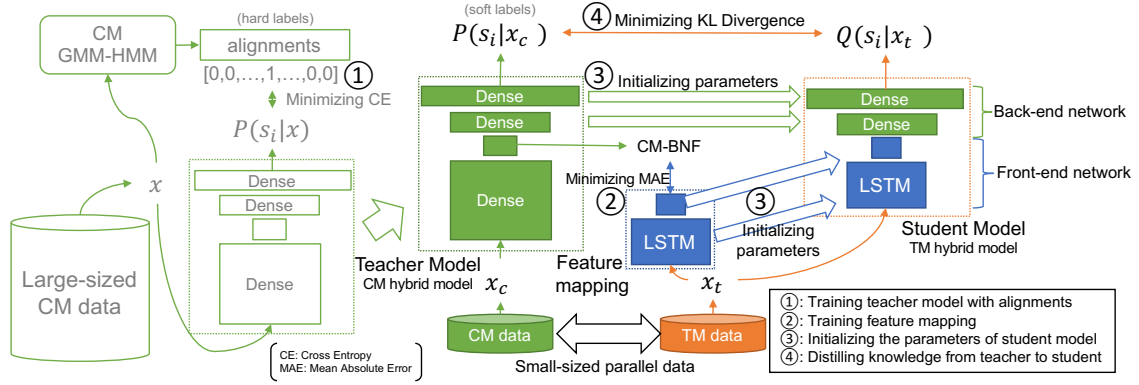 (hard labels)
CM
GMM-HMM
alignments
[0,0,…,1,…,0,0]
①
Minimizing CE
P(s_i|x)
x
Dense
Dense
Dense
Large-sized
CM data
CE: Cross Entropy
MAE: Mean Absolute Error
(soft labels)
P(s_i|x_c )
④ Minimizing KL Divergence
Q(s_i|x_t )
③ Initializing parameters
Dense
Dense
Dense
CM-BNF
Minimizing MAE
②
LSTM
③
Initializing
parameters
Teacher Model
CM hybrid model
Feature
mapping
x_c
x_t
CM data
TM data
Small-sized parallel data
Dense
Dense
LSTM
Back-end network
Front-end network
Student Model
TM hybrid model
①: Training teacher model with alignments
②: Training feature mapping
③: Initializing the parameters of student model
④: Distilling knowledge from teacher to student